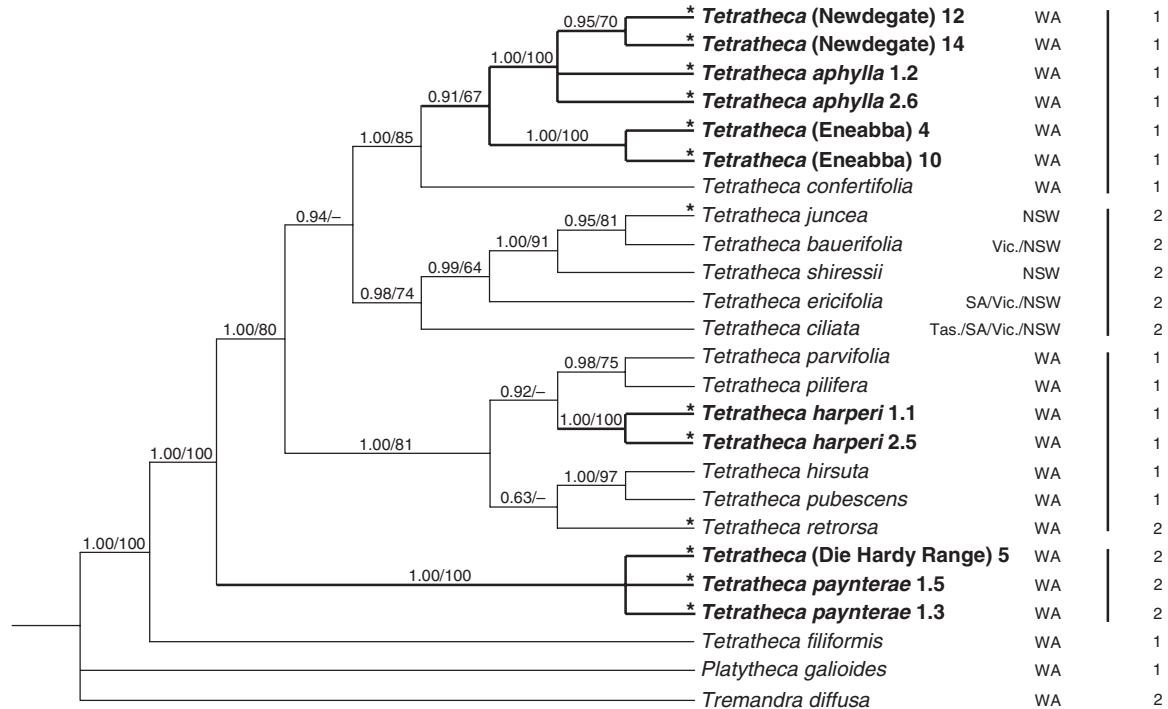 0.95/70
* Tetratheca (Newdegate) 12 WA 1
* Tetratheca (Newdegate) 14 WA 1
1.00/100
* Tetratheca aphylla 1.2 WA 1
0.91/67
* Tetratheca aphylla 2.6 WA 1
* Tetratheca (Eneabba) 4 WA 1
1.00/100
1.00/85
* Tetratheca (Eneabba) 10 WA 1
Tetratheca confertifolia WA 1
0.94/–
* Tetratheca juncea NSW 2
0.95/81
Tetratheca bauerifolia Vic./NSW 2
1.00/91
Tetratheca shiressii NSW 2
0.99/64
0.98/74
Tetratheca ericifolia SA/Vic./NSW 2
Tetratheca ciliata Tas./SA/Vic./NSW 2
1.00/80
Tetratheca parvifolia WA 1
0.98/75
Tetratheca pilifera WA 1
0.92/–
* Tetratheca harperi 1.1 WA 1
1.00/100
* Tetratheca harperi 2.5 WA 1
1.00/81
1.00/100
Tetratheca hirsuta WA 1
1.00/97
Tetratheca pubescens WA 1
0.63/–
* Tetratheca retrorsa WA 2
1.00/100
* Tetratheca (Die Hardy Range) 5 WA 2
1.00/100
* Tetratheca paynterae 1.5 WA 2
* Tetratheca paynterae 1.3 WA 2
Tetratheca filiformis WA 1
Platytheca galioides WA 1
Tremandra diffusa WA 2